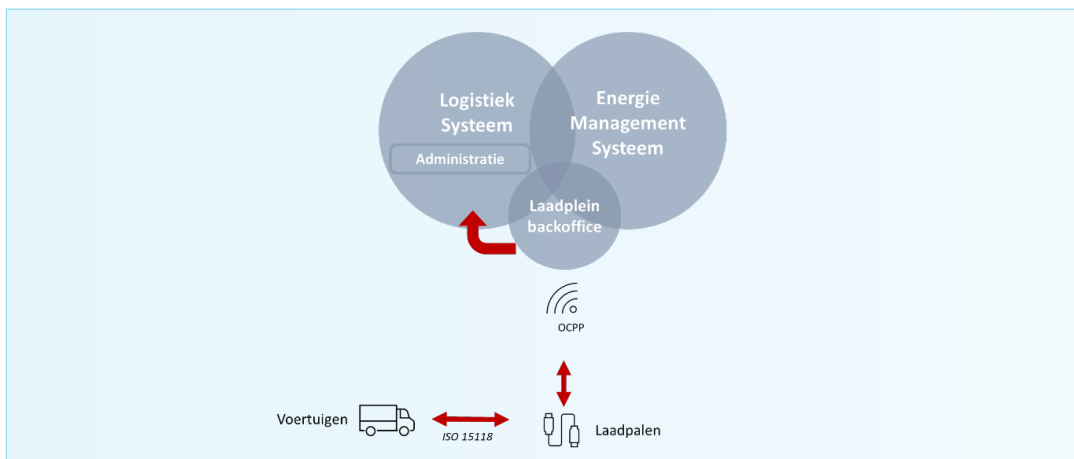 Logistiek
Systeem
Administratie
Energie
Management
Systeem
Laadplein
backoffice
OCPP
Voertuigen
ISO 15118
Laadpalen